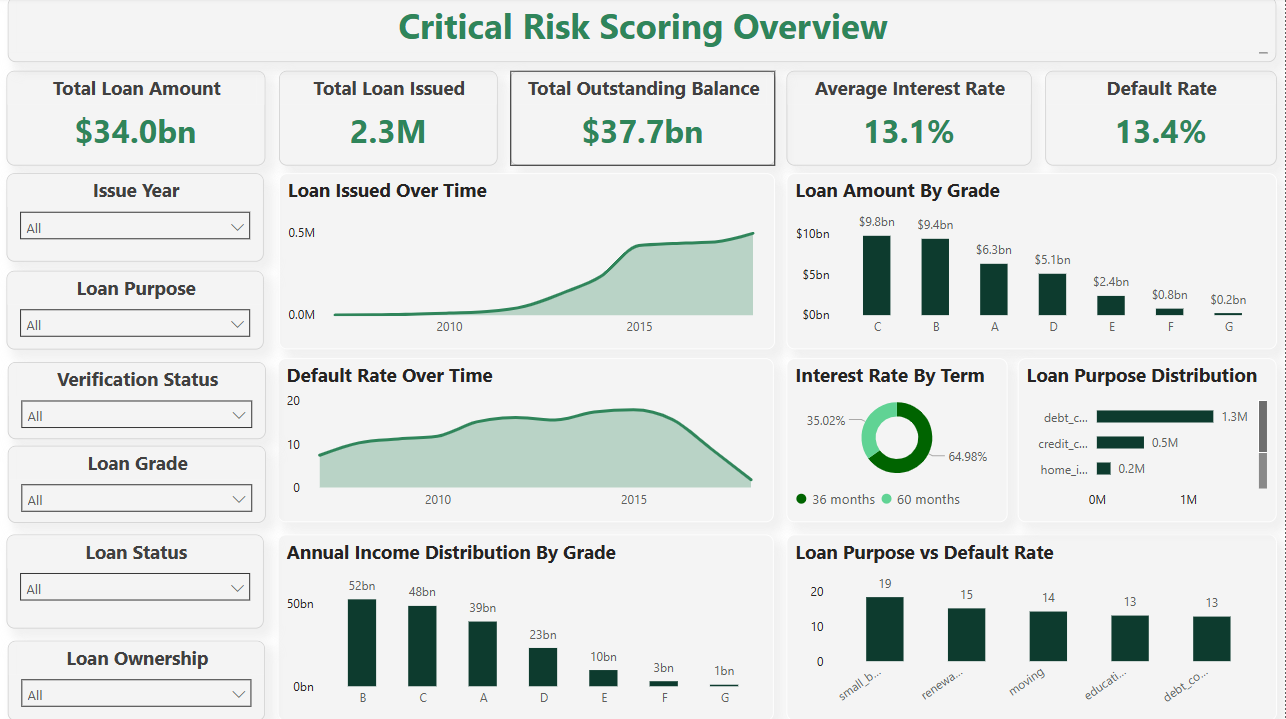 Critical Risk Scoring Overview
Total Loan Amount
$34.0bn
Total Loan Issued
2.3M
Total Outstanding Balance
$37.7bn
Average Interest Rate
13.1%
Default Rate
13.4%
Issue Year
All
Loan Purpose
All
Verification Status
All
Loan Grade
All
Loan Status
All
Loan Ownership
All
Loan Issued Over Time
0.5M
0.0M
2010 2015
Loan Amount By Grade
$10bn
$5bn
$0bn
$9.8bn $9.4bn $6.3bn $5.1bn $2.4bn $0.8bn $0.2bn
C B A D E F G
Default Rate Over Time
20
10
0
2010 2015
Interest Rate By Term
35.02%
64.98%
36 months 60 months
Loan Purpose Distribution
debt_c... 1.3M
credit_c... 0.5M
home_i... 0.2M
0M 1M
Annual Income Distribution By Grade
50bn
0bn
52bn 48bn 39bn 23bn 10bn 3bn 1bn
B C A D E F G
Loan Purpose vs Default Rate
20
10
0
19 15 14 13 13
small_b... renewa... moving educati... debt_co...